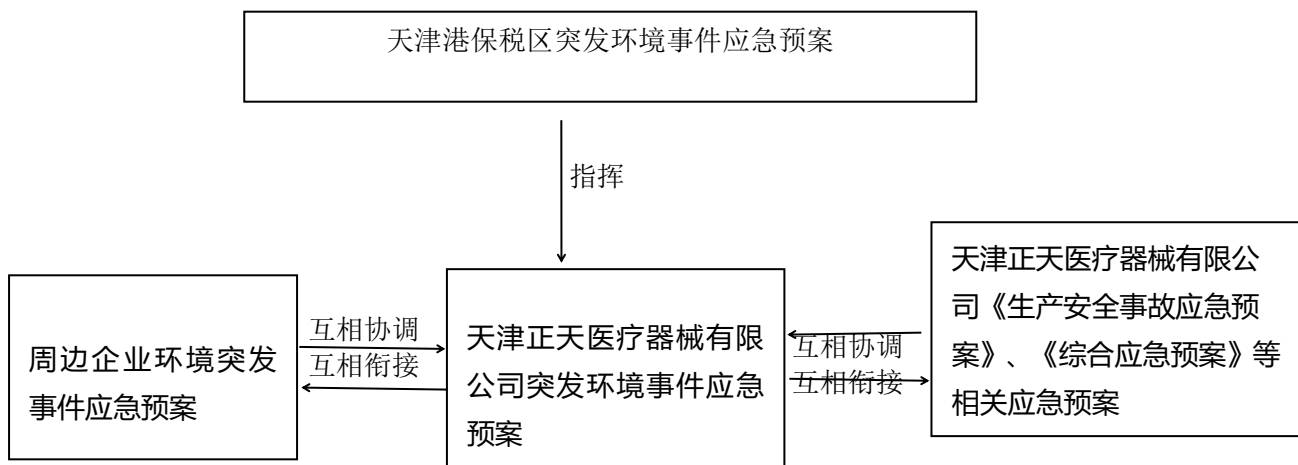 天津港保税区突发环境事件应急预案
指挥
周边企业环境突发
事件应急预案
互相协调
互相衔接
天津正天医疗器械有限
公司突发环境事件应急
预案
互相协调
互相衔接
天津正天医疗器械有限公
司《生产安全事故应急预
案》、《综合应急预案》等
相关应急预案